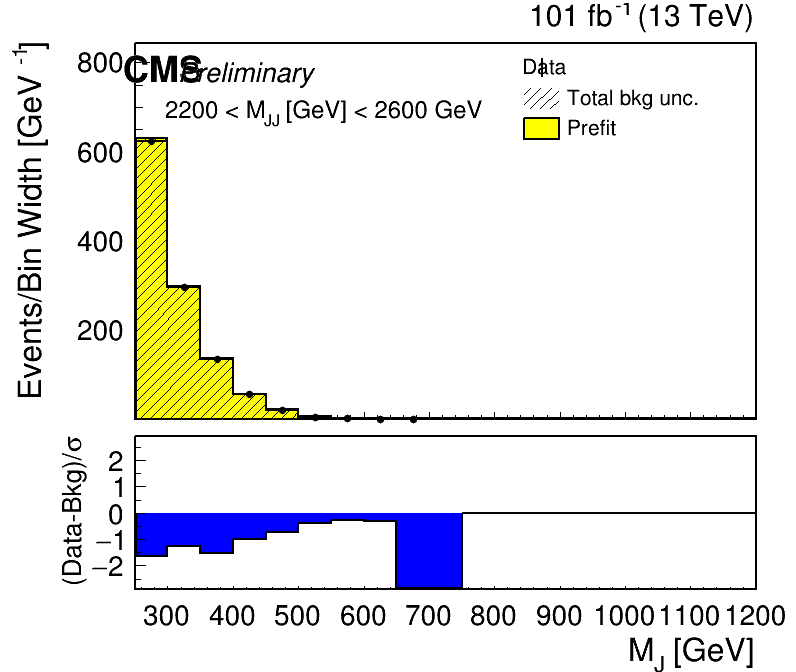 101 fb-1 (13 TeV)
Events/Bin Width [GeV-1]
800
600
400
200
CMS Preliminary
2200 < MJJ [GeV] < 2600 GeV
Data
Total bkg unc.
Prefit
(Data-Bkg)/σ
2
1
0
−1
−2
300 400 500 600 700 800 900 1000 1100 1200
MJ [GeV]